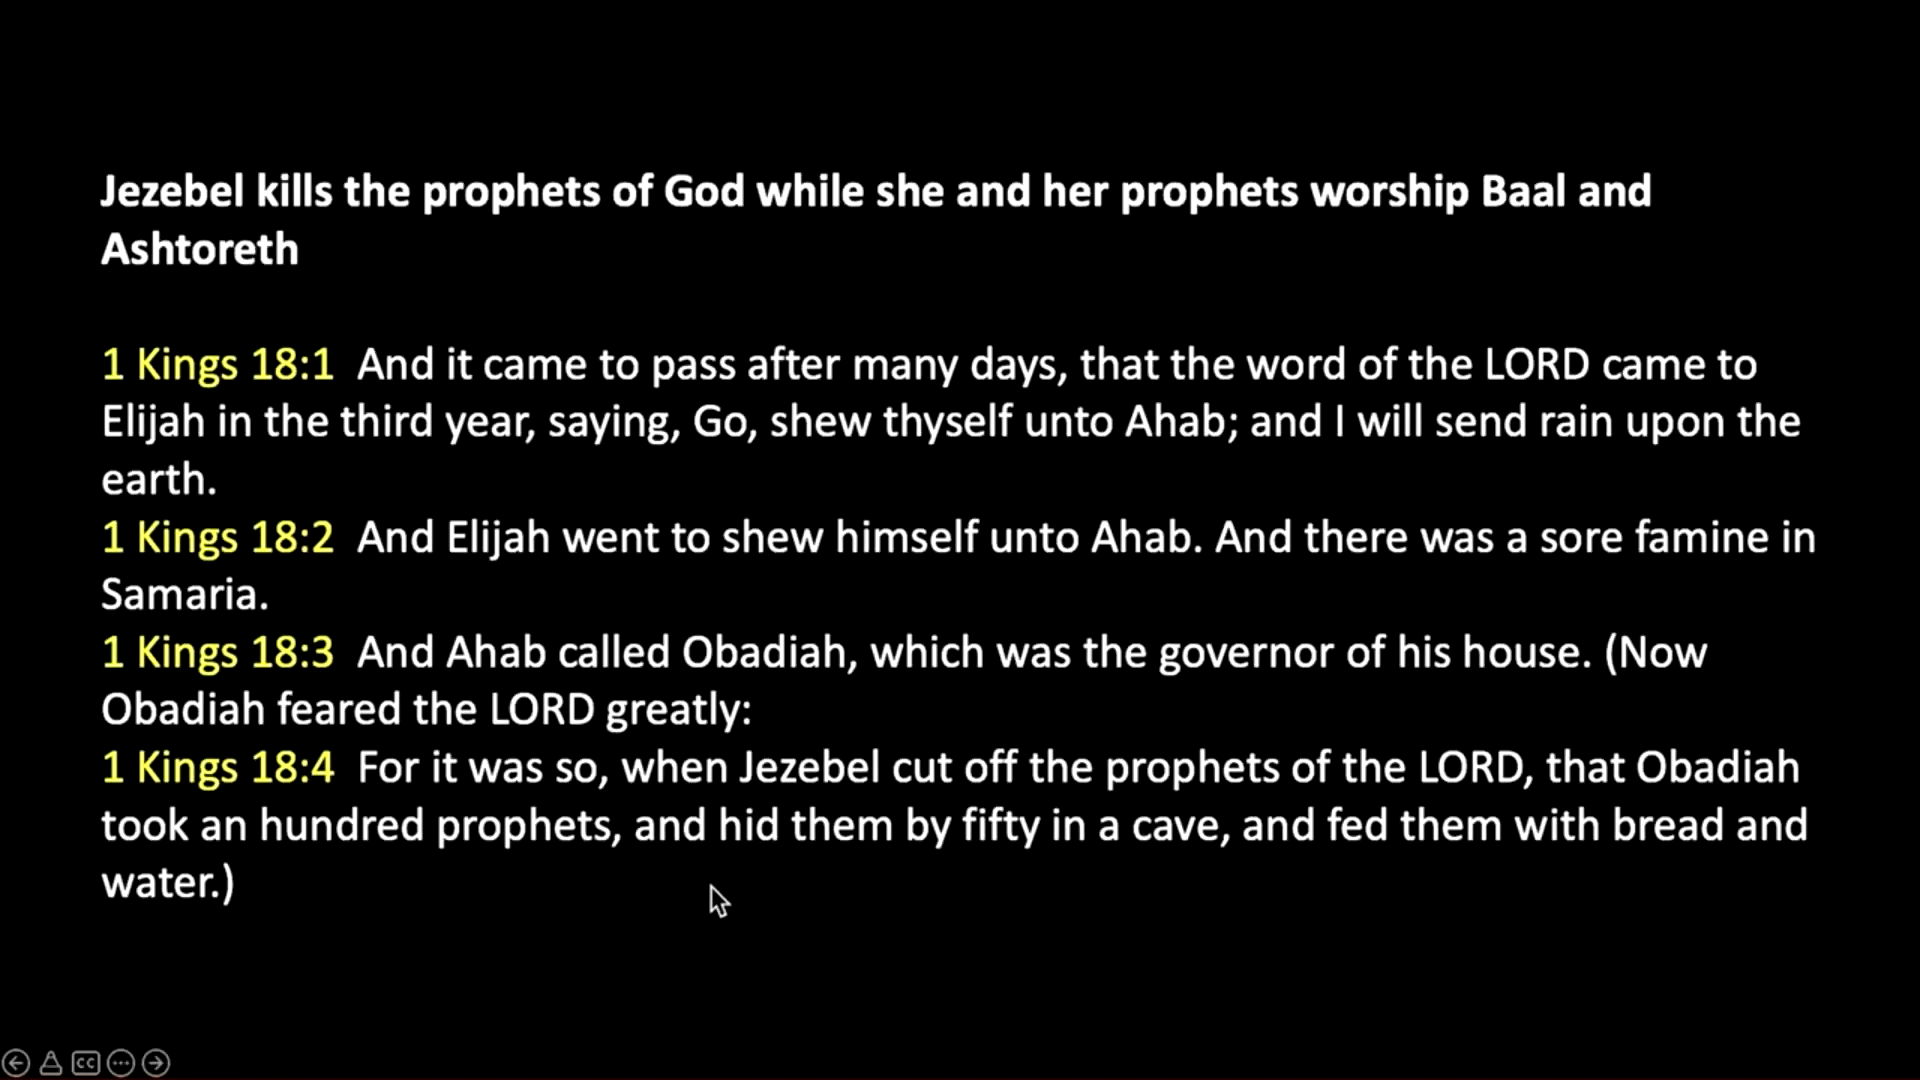 Jezebel kills the prophets of God while she and her prophets worship Baal and
Ashtoreth
1 Kings 18:1 And it came to pass after many days, that the word of the LORD came to
Elijah in the third year, saying, Go, shew thyself unto Ahab; and I will send rain upon the
earth.
1 Kings 18:2 And Elijah went to shew himself unto Ahab. And there was a sore famine in
Samaria.
1 Kings 18:3 And Ahab called Obadiah, which was the governor of his house. (Now
Obadiah feared the LORD greatly:
1 Kings 18:4 For it was so, when Jezebel cut off the prophets of the LORD, that Obadiah
took an hundred prophets, and hid them by fifty in a cave, and fed them with bread and
water.)
CC